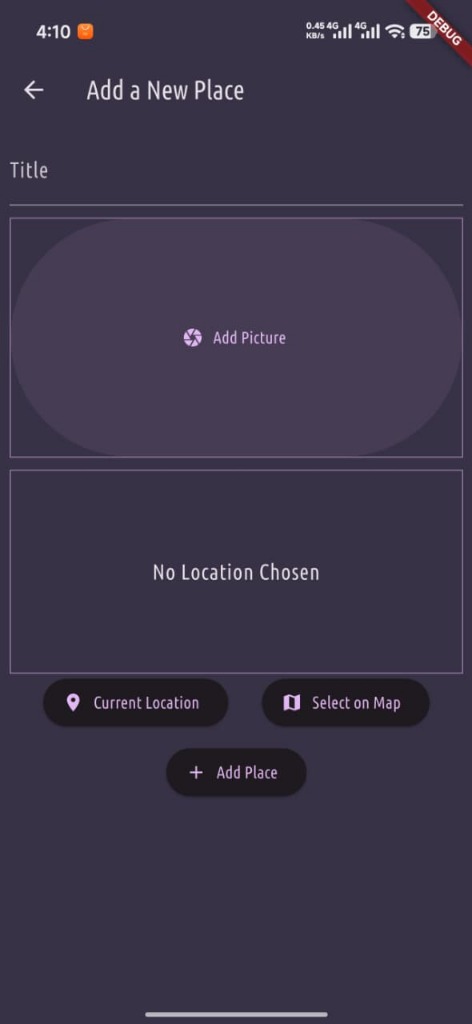 4:10
0.45 KB/s 4G 4G 75
DEBUG
Add a New Place
Title
Add Picture
No Location Chosen
Current Location
Select on Map
Add Place